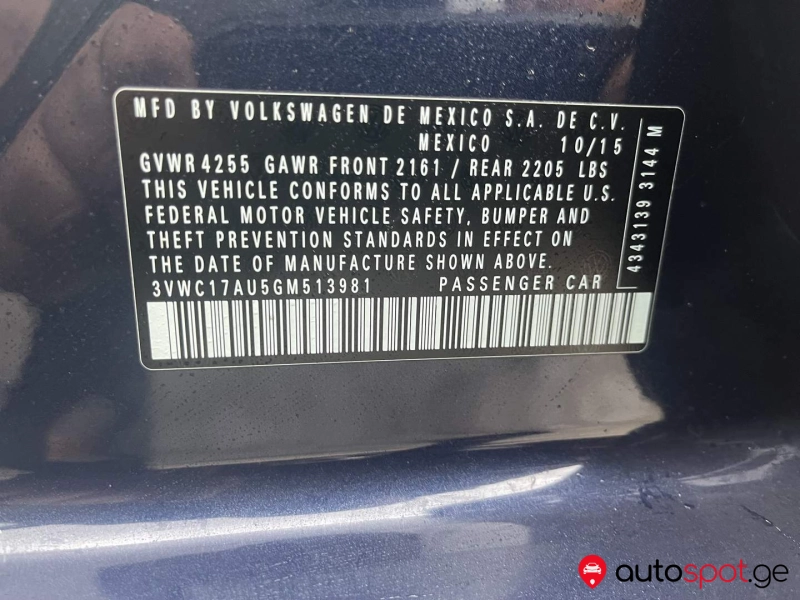 MFD BY VOLKSWAGEN DE MEXICO S.A. DE C.V.
MEXICO 10/15
GVWR 4255 GAWR FRONT 2161 / REAR 2205 LBS
THIS VEHICLE CONFORMS TO ALL APPLICABLE U.S.
FEDERAL MOTOR VEHICLE SAFETY, BUMPER AND
THEFT PREVENTION STANDARDS IN EFFECT ON
THE DATE OF MANUFACTURE SHOWN ABOVE.
3VWC17AU5GM513981 PASSENGER CAR
4343139 3144 M
autospot.ge